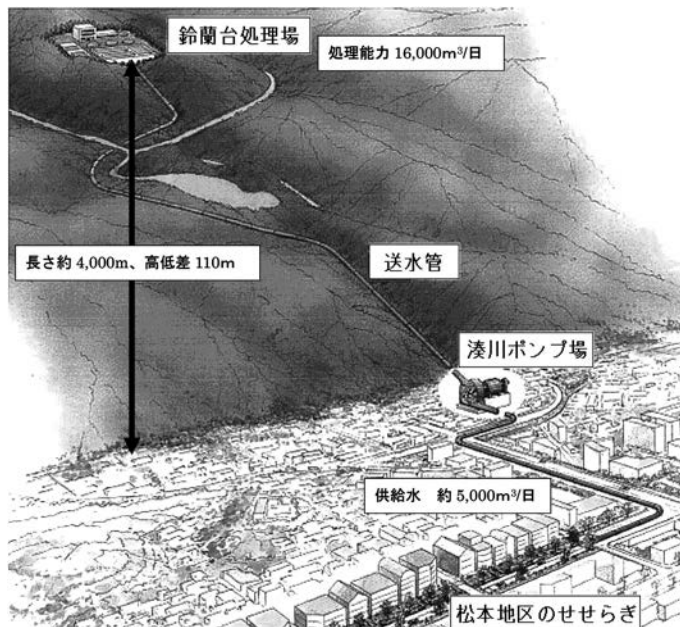 鈴蘭台処理場
処理能力 16,000m³/日
長さ約 4,000m、高低差 110m
送水管
湊川ポンプ場
供給水 約 5,000m³/日
松本地区のせせらぎ